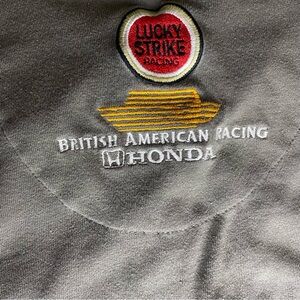 LUCKY
STRIKE
RACING
BRITISH AMERICAN RACING
HONDA